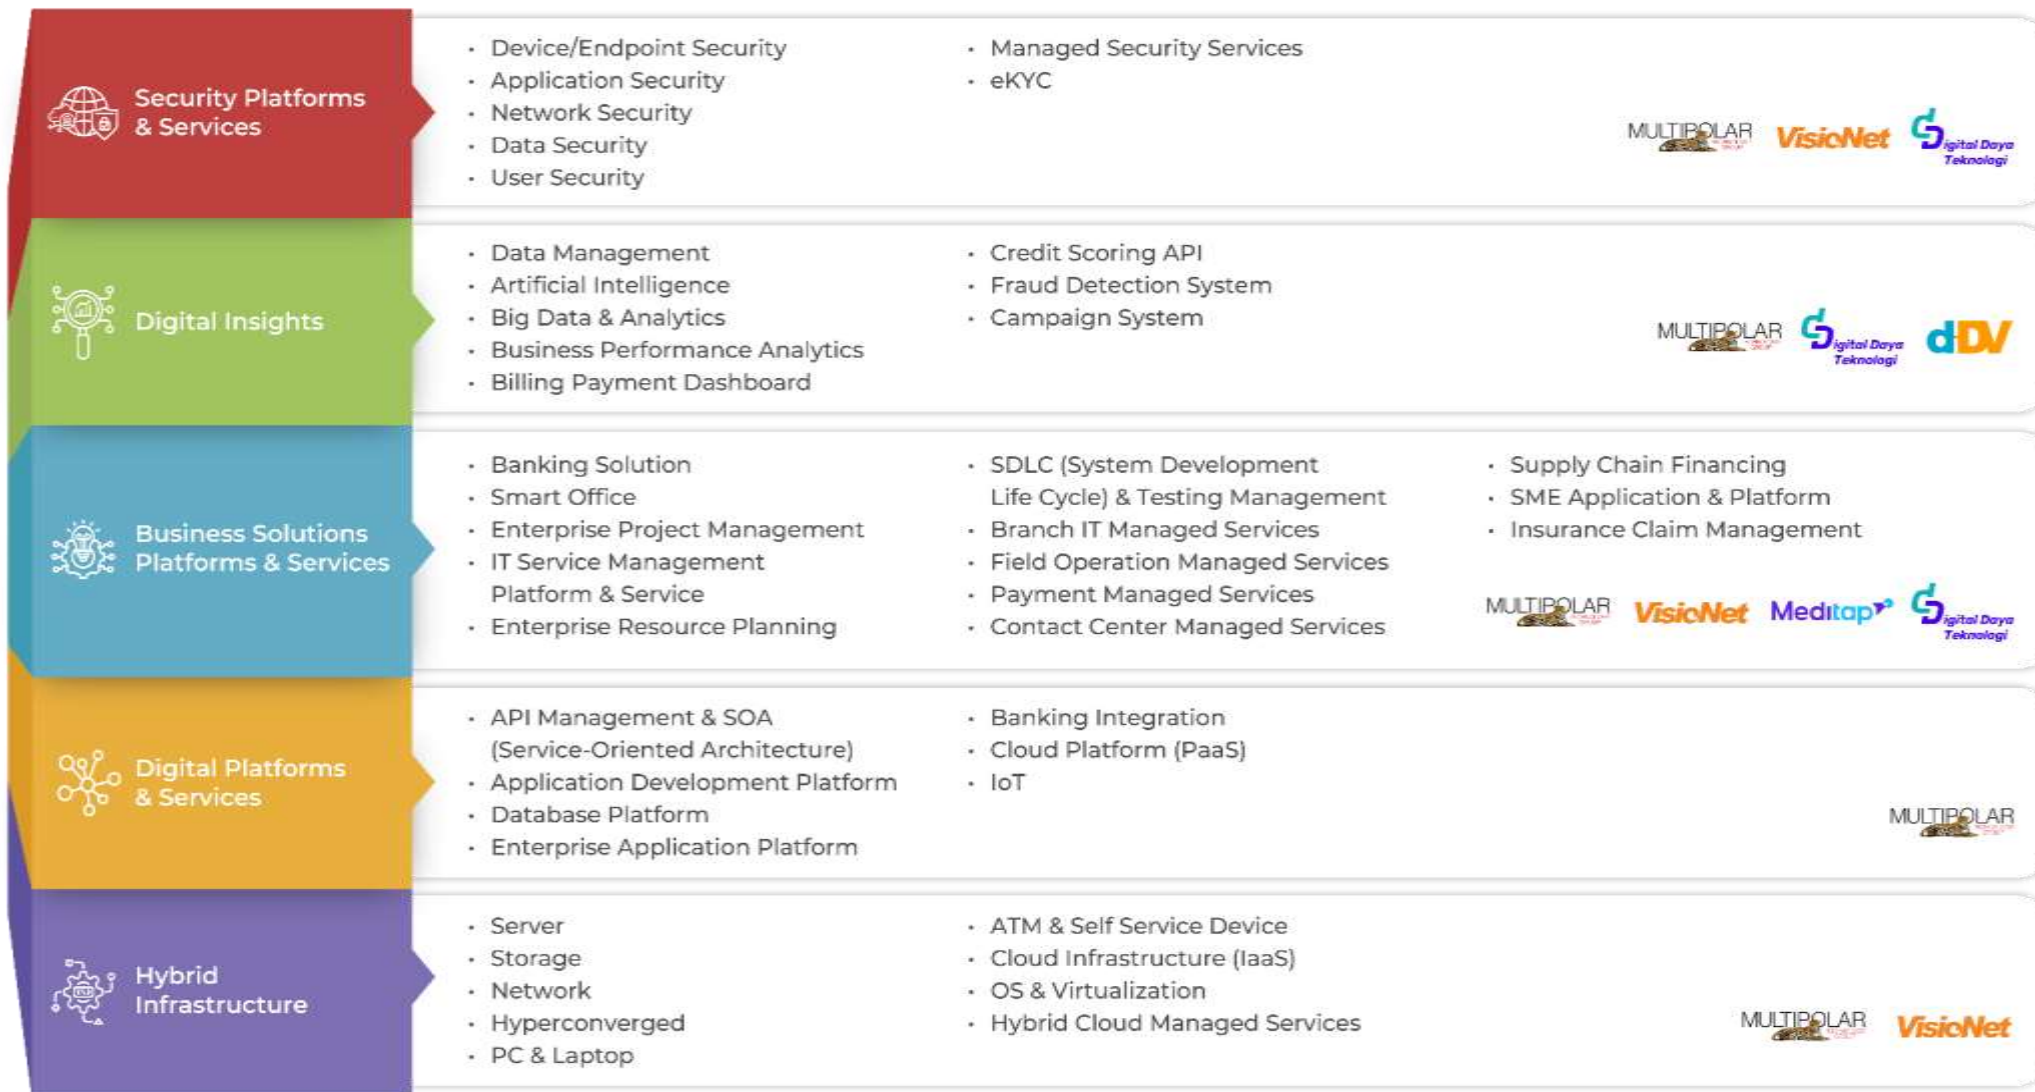 Security Platforms
& Services
· Device/Endpoint Security
· Application Security
· Network Security
· Data Security
· User Security
· Managed Security Services
· eKYC
MULTIPOLAR
VisioNet
Digital Daya
Teknologi
Digital Insights
· Data Management
· Artificial Intelligence
· Big Data & Analytics
· Business Performance Analytics
· Billing Payment Dashboard
· Credit Scoring API
· Fraud Detection System
· Campaign System
MULTIPOLAR
Digital Daya
Teknologi
dDV
Business Solutions
Platforms & Services
· Banking Solution
· Smart Office
· Enterprise Project Management
· IT Service Management
Platform & Service
· Enterprise Resource Planning
· SDLC (System Development
Life Cycle) & Testing Management
· Branch IT Managed Services
· Field Operation Managed Services
· Payment Managed Services
· Contact Center Managed Services
· Supply Chain Financing
· SME Application & Platform
· Insurance Claim Management
MULTIPOLAR
VisioNet
Meditap
Digital Daya
Teknologi
Digital Platforms
& Services
· API Management & SOA
(Service-Oriented Architecture)
· Application Development Platform
· Database Platform
· Enterprise Application Platform
· Banking Integration
· Cloud Platform (PaaS)
· IoT
MULTIPOLAR
Hybrid
Infrastructure
· Server
· Storage
· Network
· Hyperconverged
· PC & Laptop
· ATM & Self Service Device
· Cloud Infrastructure (IaaS)
· OS & Virtualization
· Hybrid Cloud Managed Services
MULTIPOLAR
VisioNet